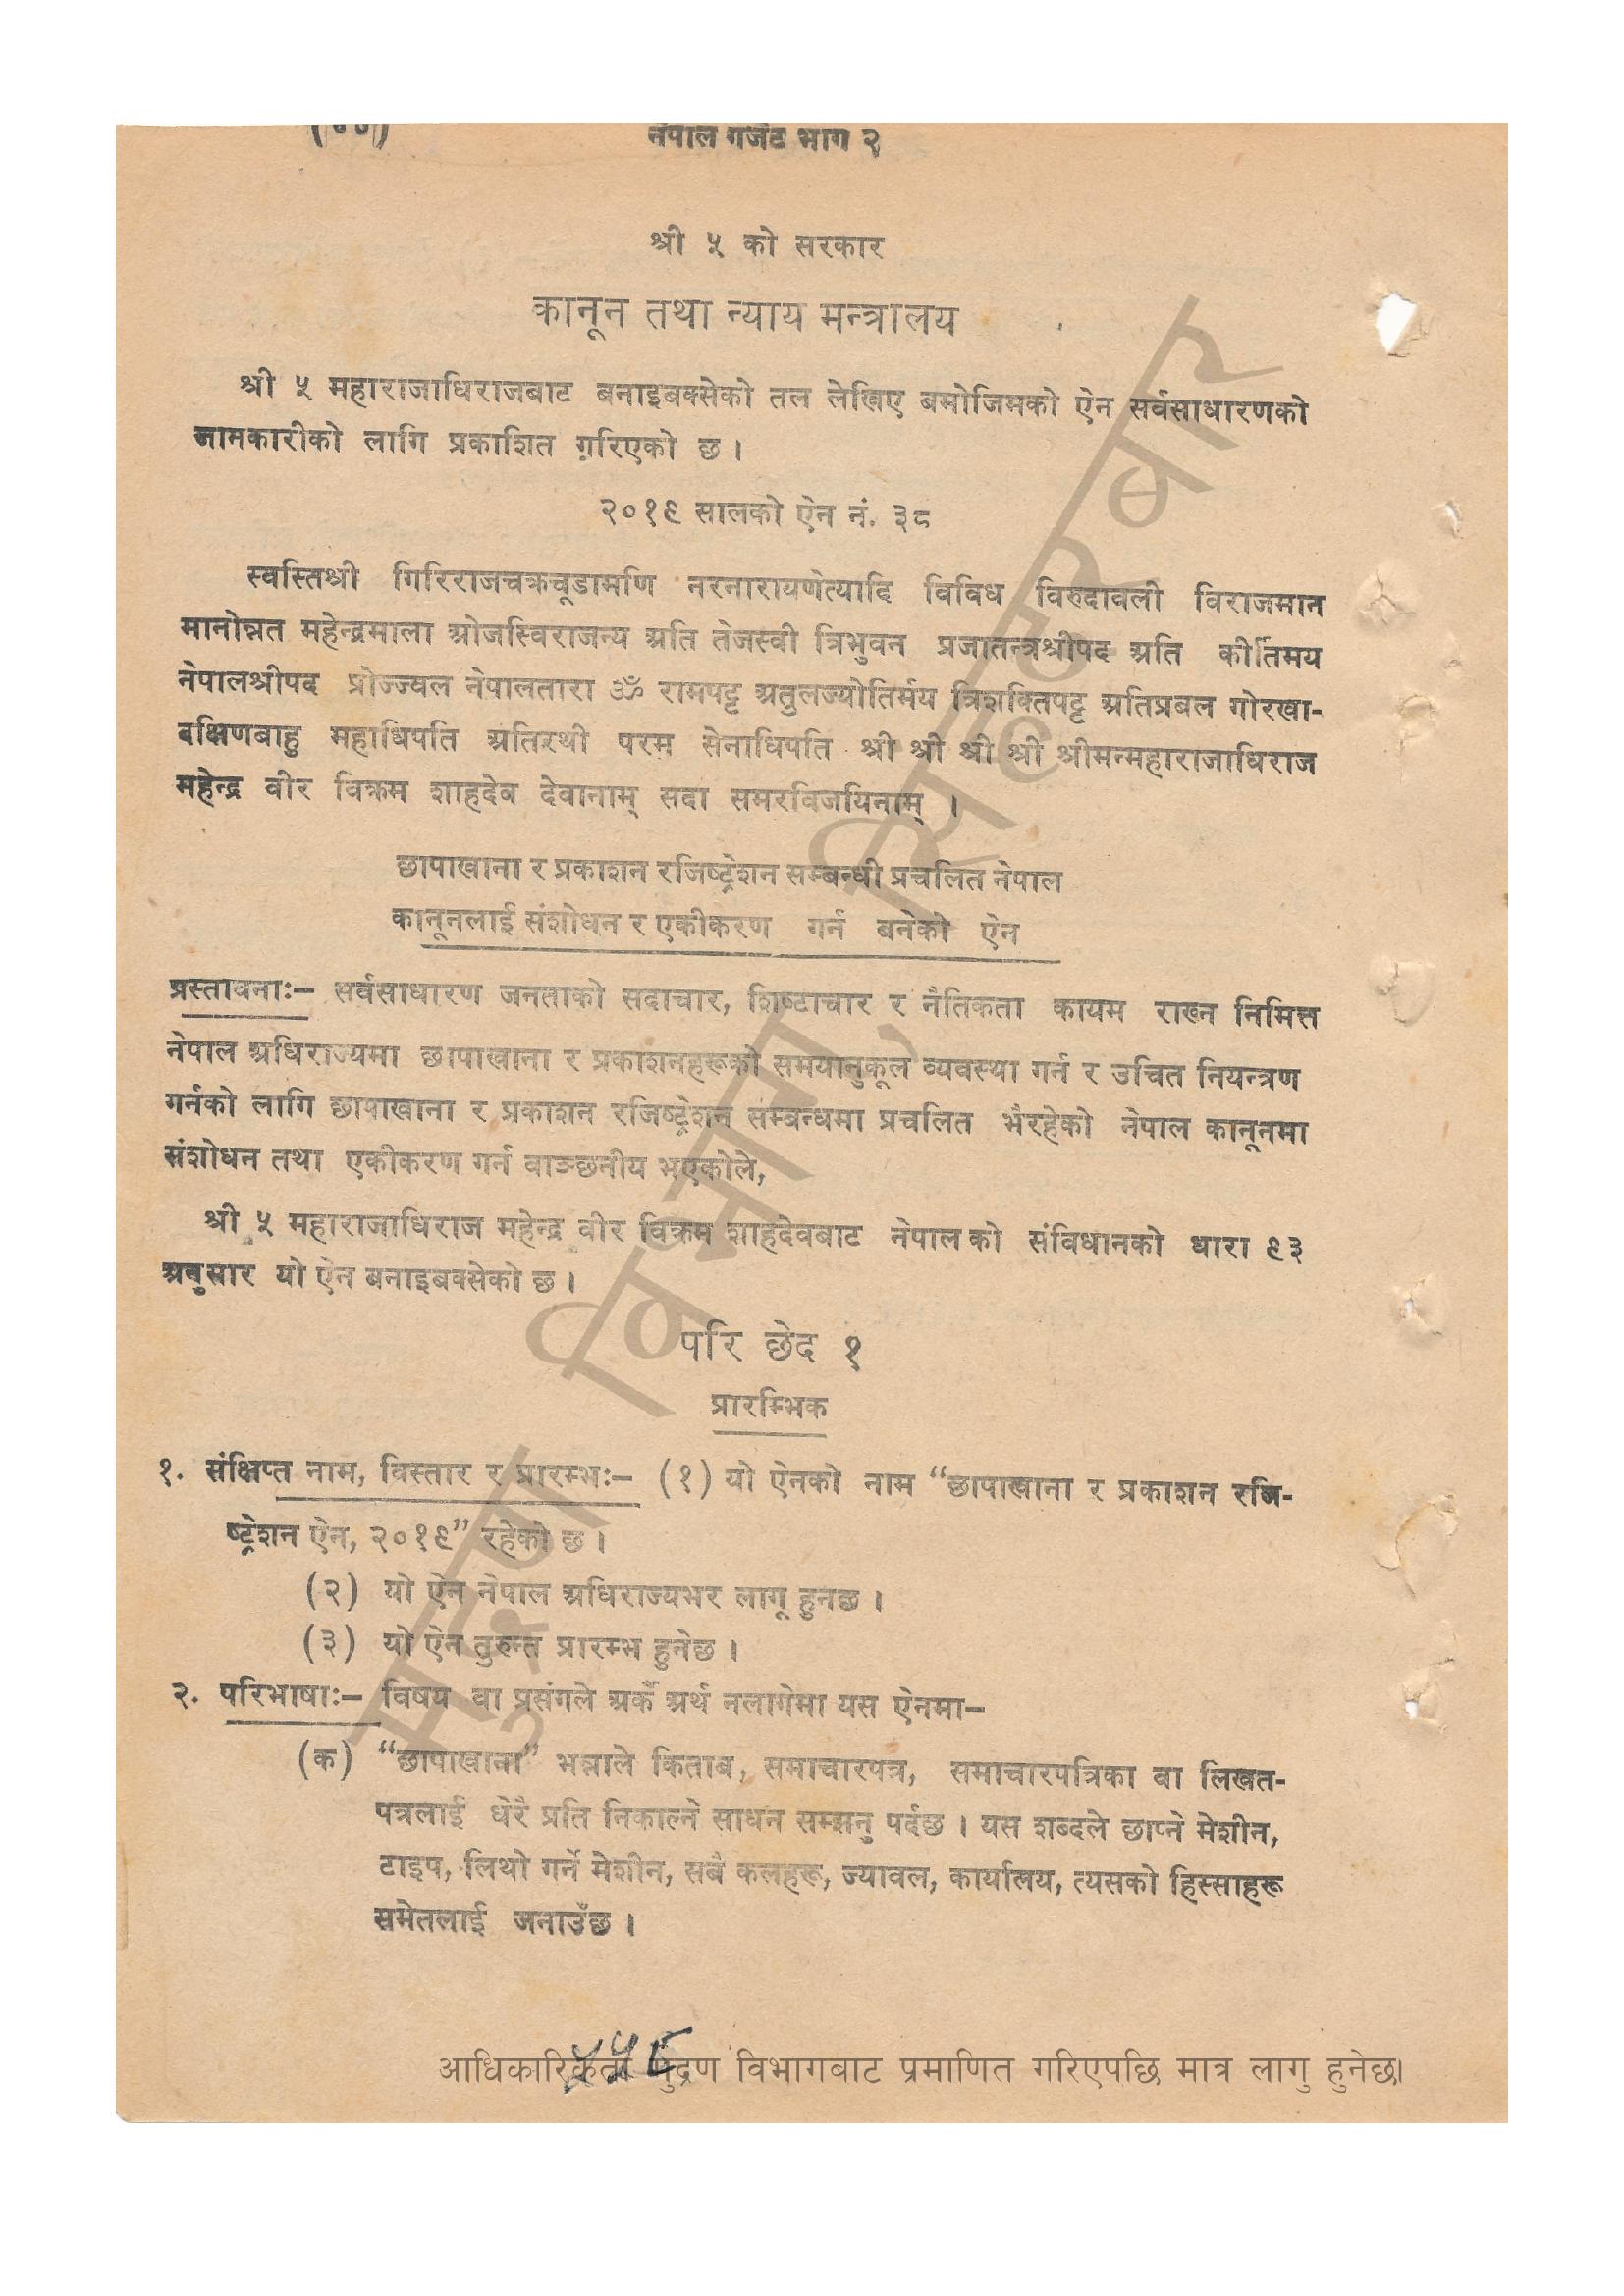 नेपाल गजेट भाग २
श्री ५ को सरकार
कानून तथा न्याय मन्त्रालय
श्री ५ महाराजाधिराजबाट बनाइबक्सेको तल लेखिए बमोजिमको ऐन सर्वसाधारणको
जानकारीको लागि प्रकाशित गरिएको छ ।
२०१९ सालको ऐन नं. ३८
स्वस्तिश्री गिरिराजचक्रचूडामणि नरनारायणेत्यादि विविध विरुदावली विराजमान
मानोन्नत महेन्द्रमाला ओजस्विराजन्य अति तेजस्वी त्रिभुवन प्रजातन्त्रश्रीपद अति कीर्तिमय
नेपालश्रीपद प्रोज्ज्वल नेपालतारा ॐ रामपट्ट अतुलज्योतिर्मय त्रिशक्तिपट्ट अतिप्रबल गोरखा-
दक्षिणबाहु महाधिपति अतिरथी परम सेनाधिपति श्री श्री श्री श्री श्रीमन्महाराजाधिराज
महेन्द्र वीर विक्रम शाहदेव देवानाम् सदा समरविजयिनाम् ।
छापाखाना र प्रकाशन रजिष्ट्रेशन सम्बन्धी प्रचलित नेपाल
कानूनलाई संशोधन र एकीकरण गर्न बनेको ऐन
प्रस्तावनाः— सर्वसाधारण जनताको सदाचार, शिष्टाचार र नैतिकता कायम राख्न निमित्त
नेपाल अधिराज्यमा छापाखाना र प्रकाशनहरूको समयानुकूल व्यवस्था गर्न र उचित नियन्त्रण
गर्नको लागि छापाखाना र प्रकाशन रजिष्ट्रेशन सम्बन्धमा प्रचलित भैरहेको नेपाल कानूनमा
संशोधन तथा एकीकरण गर्न वाञ्छनीय भएकोले,
श्री ५ महाराजाधिराज महेन्द्र वीर विक्रम शाहदेवबाट नेपाल को संविधानको धारा ९३
अनुसार यो ऐन बनाइबक्सेको छ ।
परि छेद १
प्रारम्भिक
१. संक्षिप्त नाम, विस्तार र प्रारम्भः— (१) यो ऐनको नाम “छापाखाना र प्रकाशन रजि-
ष्ट्रेशन ऐन, २०१९” रहेको छ ।
(२) यो ऐन नेपाल अधिराज्यभर लागू हुनछ ।
(३) यो ऐन तुरुन्त प्रारम्भ हुनेछ ।
२. परिभाषाः— विषय वा प्रसंगले अर्कै अर्थ नलागेमा यस ऐनमा—
(क) “छापाखाना” भन्नाले किताब, समाचारपत्र, समाचारपत्रिका वा लिखत-
पत्रलाई धेरै प्रति निकाल्ने साधन सम्झनु पर्दछ । यस शब्दले छाप्ने मेशीन,
टाइप, लिथो गर्ने मेशीन, सबै कलहरू, ज्यावल, कार्यालय, त्यसको हिस्साहरू
समेतलाई जनाउँछ ।
मुद्रण विभाग, सिंहदरबार
आधिकारिकता मुद्रण विभागबाट प्रमाणित गरिएपछि मात्र लागु हुनेछ।